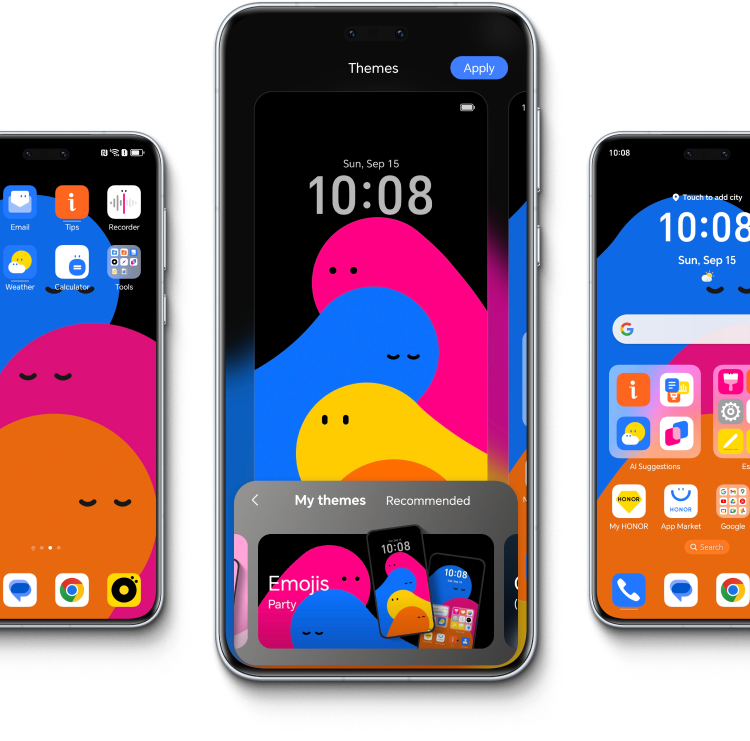 Email
Tips
Recorder
Weather
Calculator
Tools
Themes
Apply
Sun, Sep 15
10:08
My themes
Recommended
Emojis
Party
10:08
10:08
10:08
Touch to add city
10:08
Sun, Sep 15
AI Suggestions
HONOR
My HONOR
HONOR
App Market
Google
Search